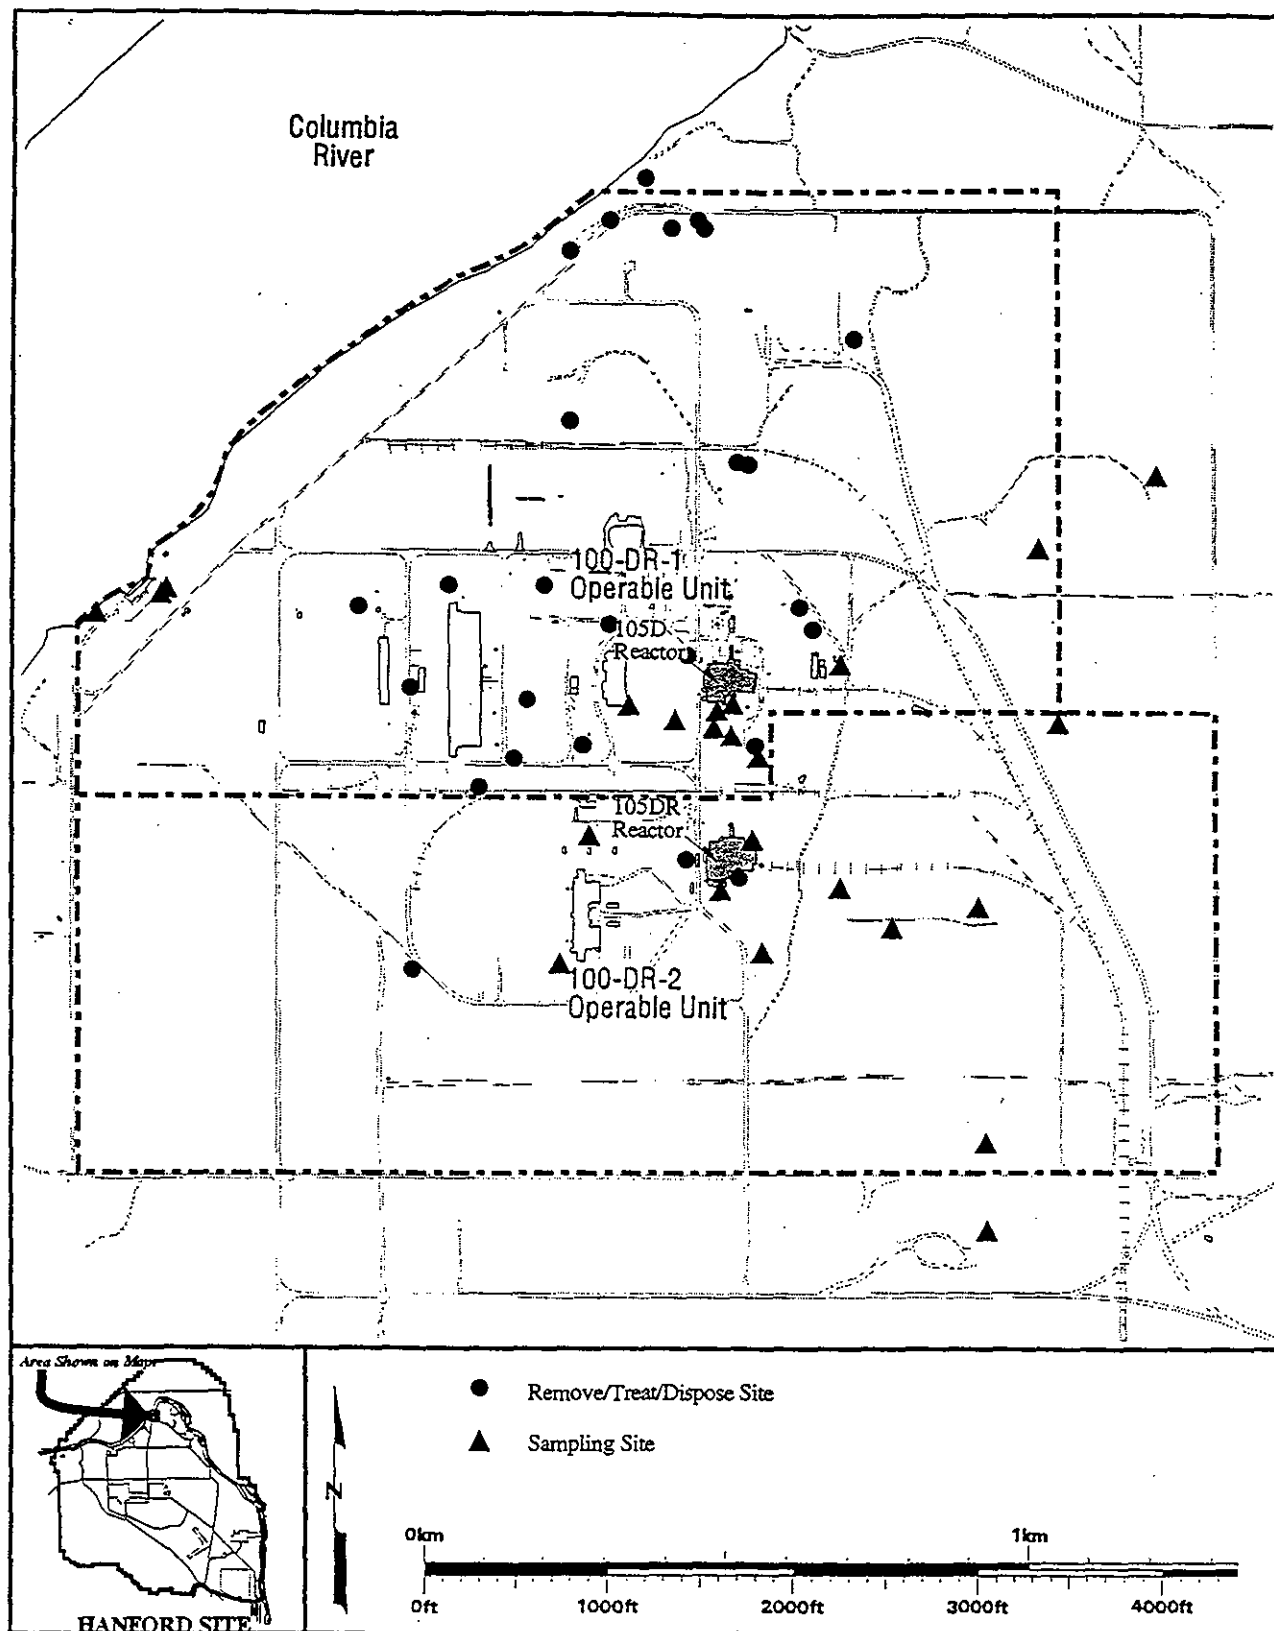 Columbia
River
100-DR-1
Operable Unit
105D
Reactor
105DR
Reactor
100-DR-2
Operable Unit
Area Shown on Map
HANFORD SITE
N
Remove/Treat/Dispose Site
Sampling Site
0km
1km
0ft
1000ft
2000ft
3000ft
4000ft